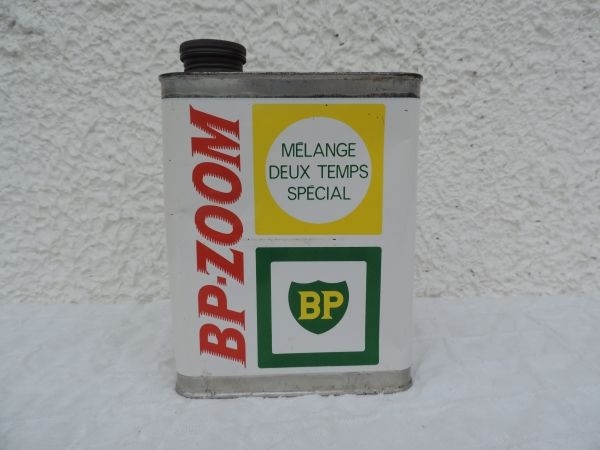 BP-ZOOM
MÉLANGE
DEUX TEMPS
SPÉCIAL
BP